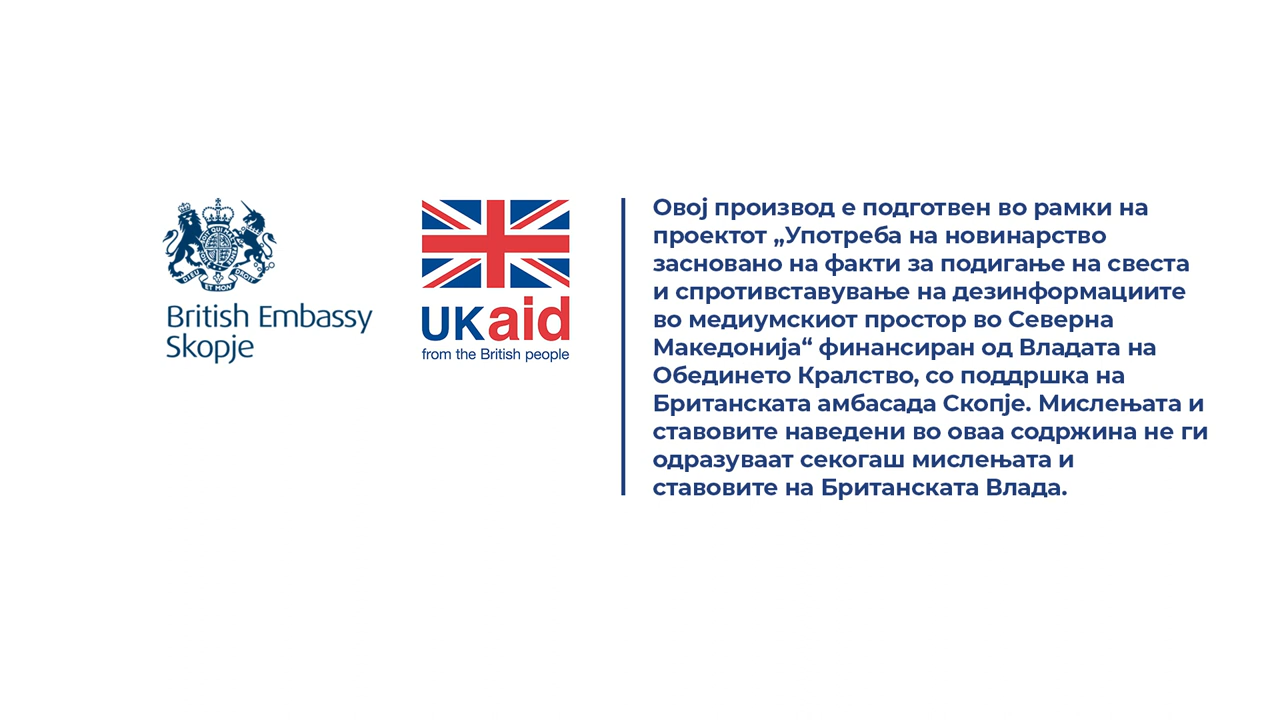 British Embassy
Skopje
UKaid
from the British people
Овој производ е подготвен во рамки на
проектот „Употреба на новинарство
засновано на факти за подигање на свеста
и спротивставување на дезинформациите
во медиумскиот простор во Северна
Македонија“ финансиран од Владата на
Обединето Кралство, со поддршка на
Британската амбасада Скопје. Мислењата и
ставовите наведени во оваа содржина не ги
одразуваат секогаш мислењата и
ставовите на Британската Влада.